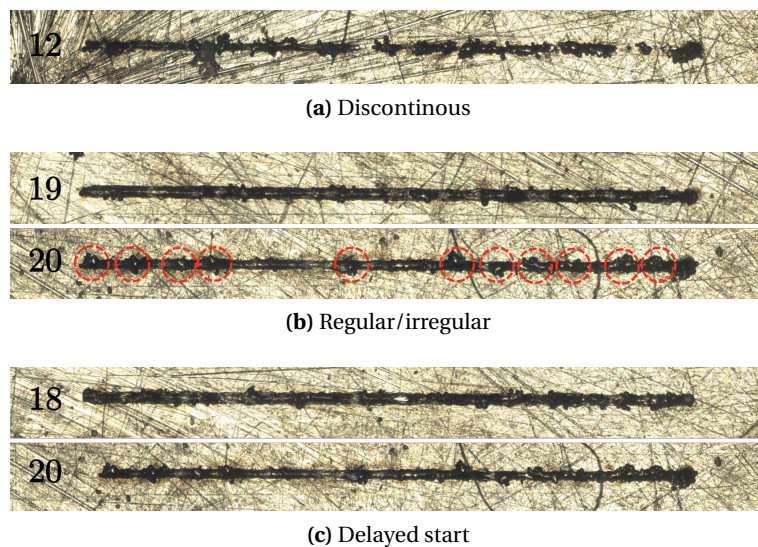 12
(a) Discontinous
19
20
(b) Regular/irregular
18
20
(c) Delayed start